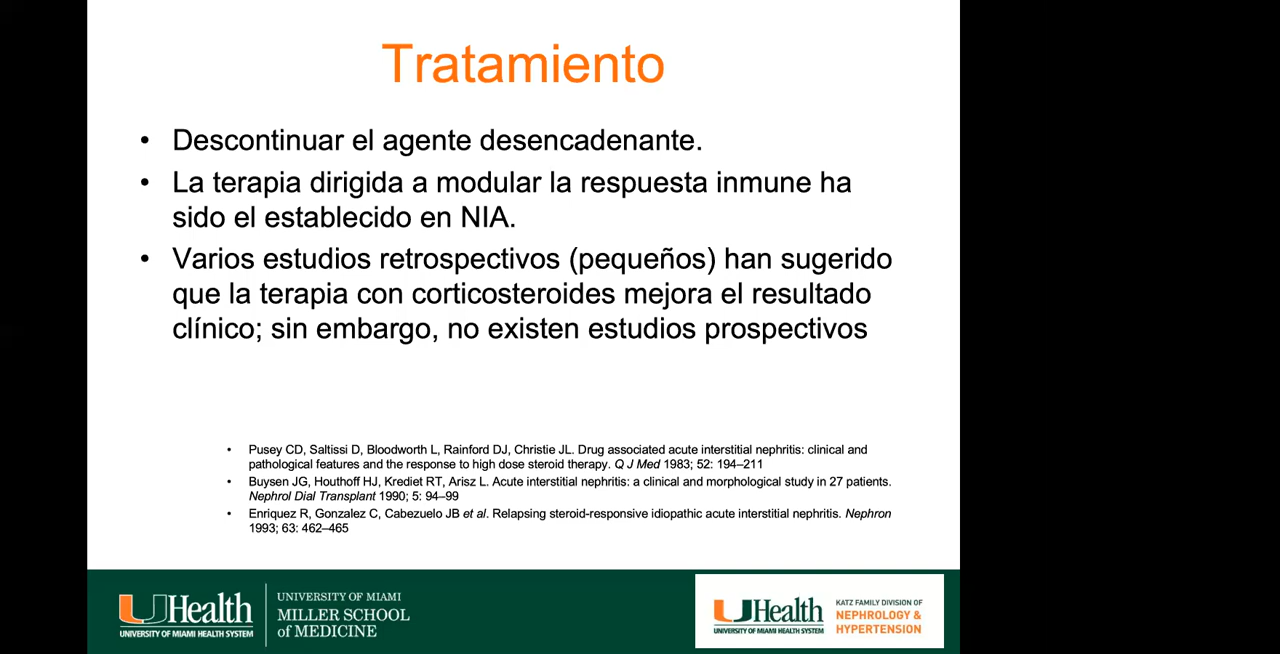 Tratamiento
• Descontinuar el agente desencadenante.
• La terapia dirigida a modular la respuesta inmune ha
sido el establecido en NIA.
• Varios estudios retrospectivos (pequeños) han sugerido
que la terapia con corticosteroides mejora el resultado
clínico; sin embargo, no existen estudios prospectivos
• Pusey CD, Saltissi D, Bloodworth L, Rainford DJ, Christie JL. Drug associated acute interstitial nephritis: clinical and
pathological features and the response to high dose steroid therapy. Q J Med 1983; 52: 194–211
• Buysen JG, Houthoff HJ, Krediet RT, Arisz L. Acute interstitial nephritis: a clinical and morphological study in 27 patients.
Nephrol Dial Transplant 1990; 5: 94–99
• Enriquez R, Gonzalez C, Cabezuelo JB et al. Relapsing steroid-responsive idiopathic acute interstitial nephritis. Nephron
1993; 63: 462–465
UHealth
UNIVERSITY OF MIAMI HEALTH SYSTEM
UNIVERSITY OF MIAMI
MILLER SCHOOL
of MEDICINE
UHealth
UNIVERSITY OF MIAMI HEALTH SYSTEM
KATZ FAMILY DIVISION OF
NEPHROLOGY &
HYPERTENSION